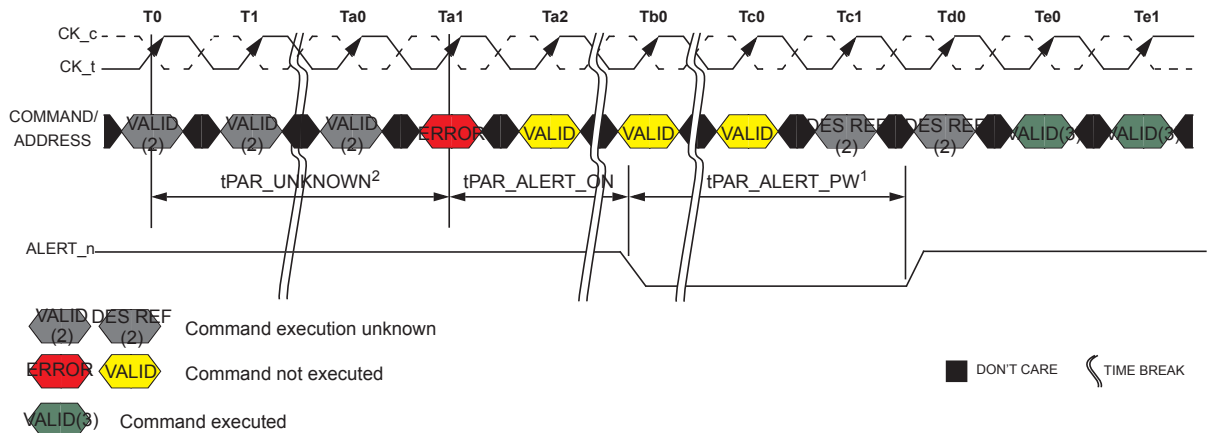 T0 T1 Ta0 Ta1 Ta2 Tb0 Tc0 Tc1 Td0 Te0 Te1
CK_c
CK_t
COMMAND/
ADDRESS
VALID
(2)
VALID
(2)
VALID
(2)
ERROR
VALID
VALID
VALID
DES REF
(2)
DES REF
(2)
VALID(3)
VALID(3)
tPAR_UNKNOWN2 tPAR_ALERT_ON tPAR_ALERT_PW1
ALERT_n
VALID
(2)
DES REF
(2)
Command execution unknown
ERROR VALID Command not executed
DON'T CARE TIME BREAK
VALID(3) Command executed